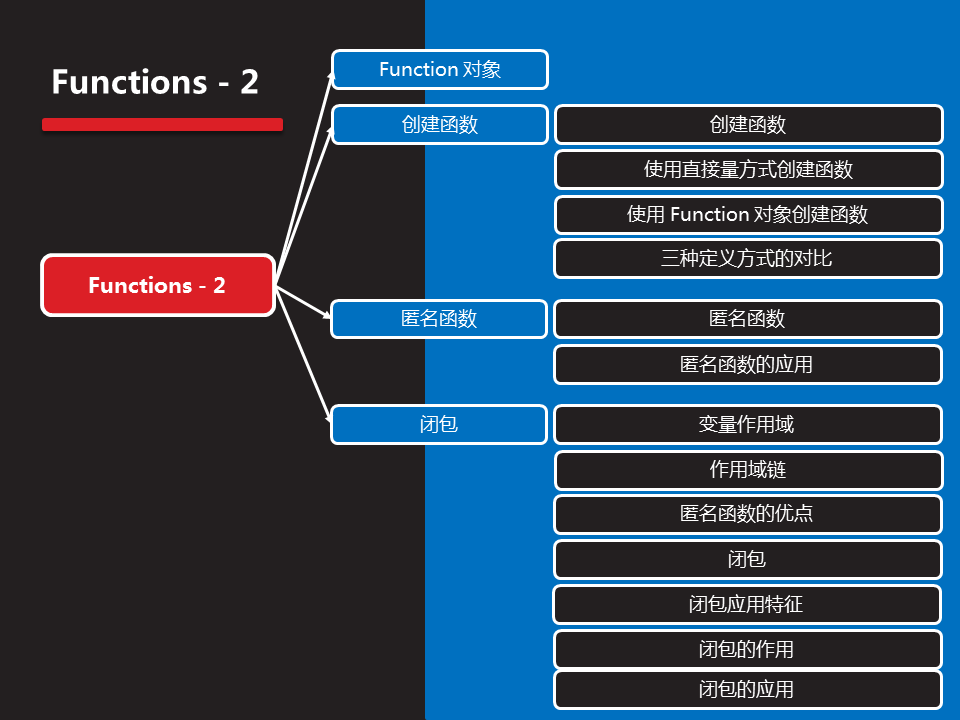 Functions - 2
Functions - 2
Function 对象
创建函数
创建函数
使用直接量方式创建函数
使用 Function 对象创建函数
三种定义方式的对比
匿名函数
匿名函数
匿名函数的应用
闭包
变量作用域
作用域链
匿名函数的优点
闭包
闭包应用特征
闭包的作用
闭包的应用